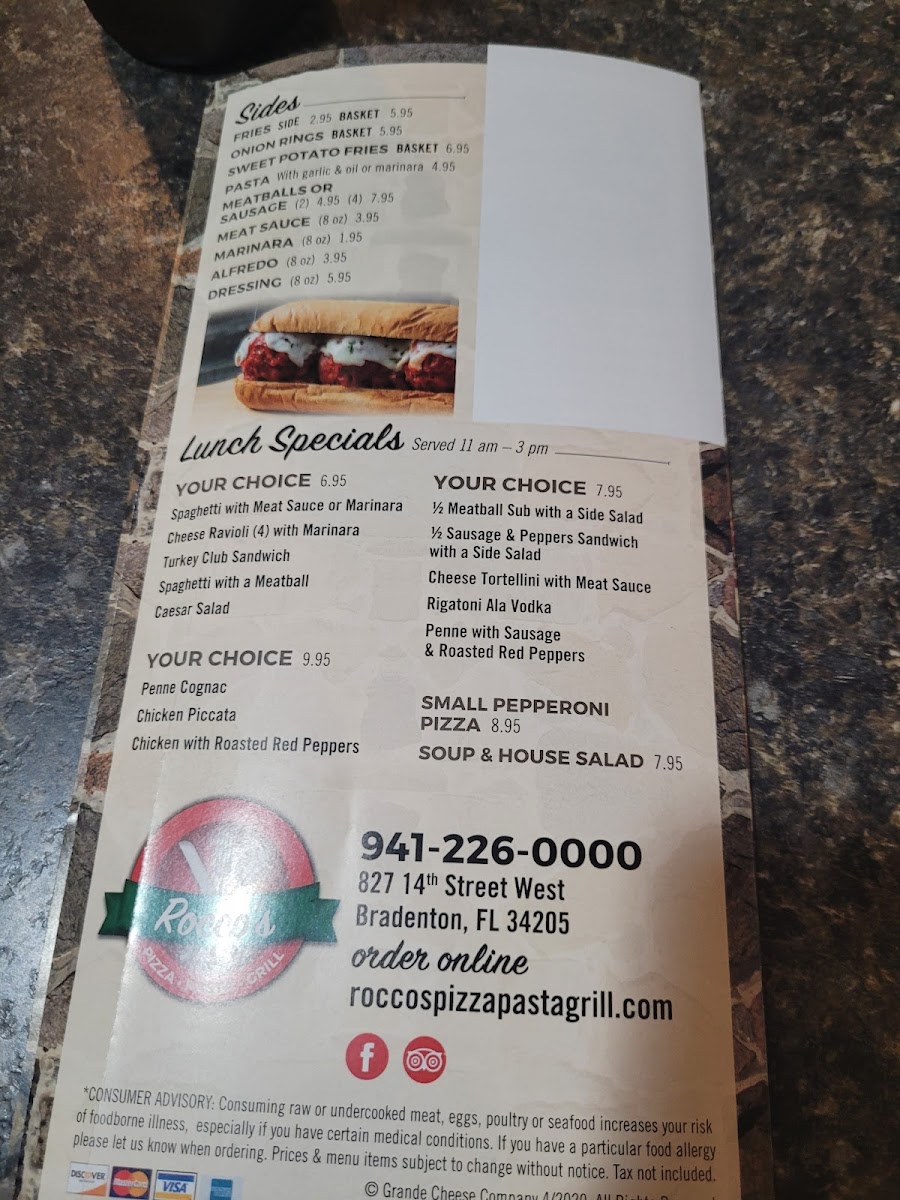 Sides
FRIES SIDE 2.95 BASKET 5.95
ONION RINGS BASKET 5.95
SWEET POTATO FRIES BASKET 6.95
PASTA With garlic & oil or marinara 4.95
MEATBALLS OR
SAUSAGE (2) 4.95 (4) 7.95
MEAT SAUCE (8 oz) 3.95
MARINARA (8 oz) 1.95
ALFREDO (8 oz) 3.95
DRESSING (8 oz) 5.95
Lunch Specials Served 11 am – 3 pm
YOUR CHOICE 6.95
Spaghetti with Meat Sauce or Marinara
Cheese Ravioli (4) with Marinara
Turkey Club Sandwich
Spaghetti with a Meatball
Caesar Salad
YOUR CHOICE 9.95
Penne Cognac
Chicken Piccata
Chicken with Roasted Red Peppers
YOUR CHOICE 7.95
½ Meatball Sub with a Side Salad
½ Sausage & Peppers Sandwich
with a Side Salad
Cheese Tortellini with Meat Sauce
Rigatoni Ala Vodka
Penne with Sausage
& Roasted Red Peppers
SMALL PEPPERONI
PIZZA 8.95
SOUP & HOUSE SALAD 7.95
Rocco's
PIZZA GRILL
941-226-0000
827 14th Street West
Bradenton, FL 34205
order online
roccospizzapastagrill.com
f
*CONSUMER ADVISORY: Consuming raw or undercooked meat, eggs, poultry or seafood increases your risk
of foodborne illness, especially if you have certain medical conditions. If you have a particular food allergy
please let us know when ordering. Prices & menu items subject to change without notice. Tax not included.
DISCOVER MasterCard VISA
© Grande Cheese Company 4/2020 All